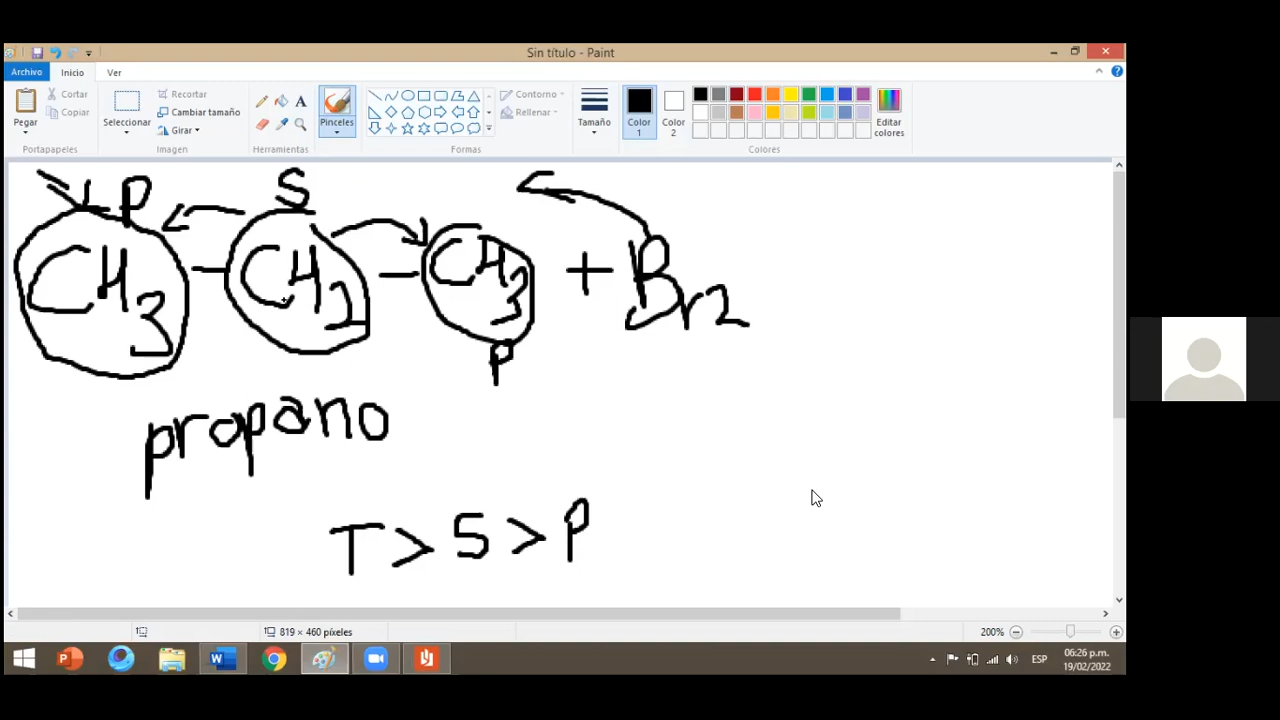 Sin título - Paint
Archivo Inicio Ver
Pegar
Cortar
Copiar
Portapapeles
Seleccionar
Recortar
Cambiar tamaño
Girar
Imagen
A
Herramientas
Pinceles
Contorno
Rellenar
Formas
Tamaño
Color 1
Color 2
Editar colores
Colores
P S
CH3 - CH2 - CH3 + Br2
P
propano
T > S > P
819 × 460 píxeles
200%
ESP
06:26 p.m.
19/02/2022